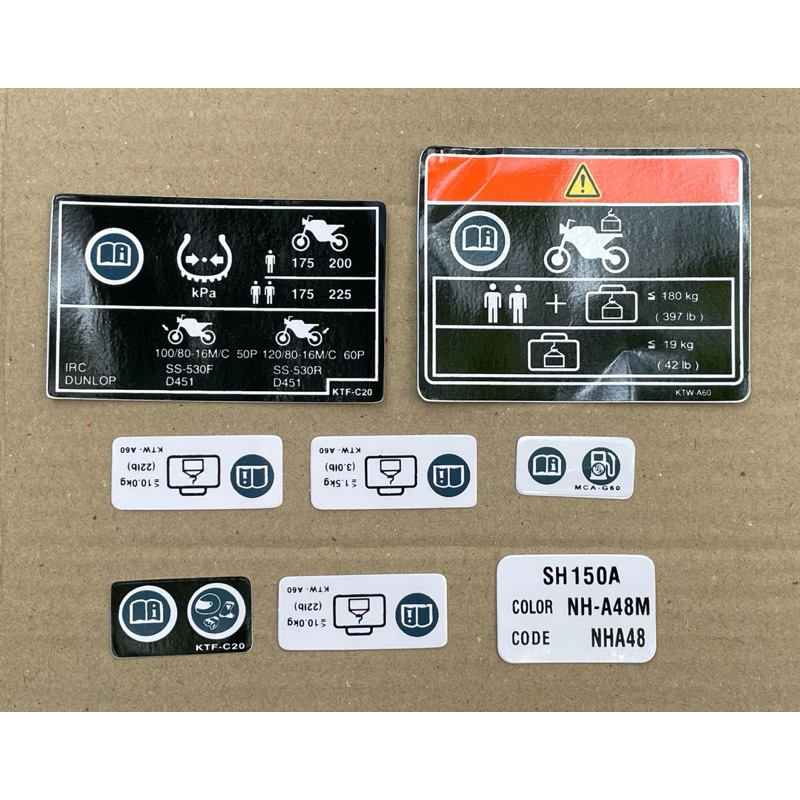 175 200
kPa
175 225
100/80-16M/C 50P 120/80-16M/C 60P
IRC SS-530F SS-530R
DUNLOP D451 D451
KTF-C20
+ ≦ 180 kg
( 397 lb )
≦ 19 kg
( 42 lb )
KTW-A60
KTW-A60
(22lb)
≦10.0kg
KTW-A60
(3.0lb)
≦1.5kg
MCA-G60
KTF-C20
KTW-A60
(22lb)
≦10.0kg
SH150A
COLOR NH-A48M
CODE NHA48